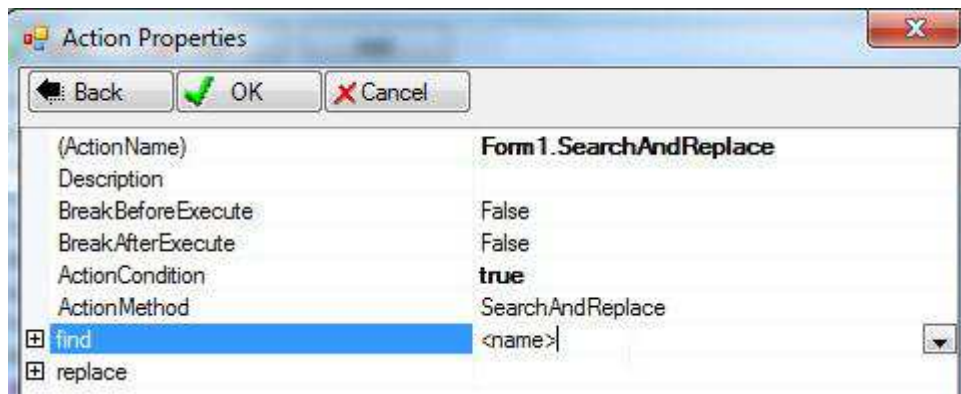 Action Properties
Back OK Cancel
(ActionName) Form1.SearchAndReplace
Description
BreakBeforeExecute False
BreakAfterExecute False
ActionCondition true
ActionMethod SearchAndReplace
find <name>
replace